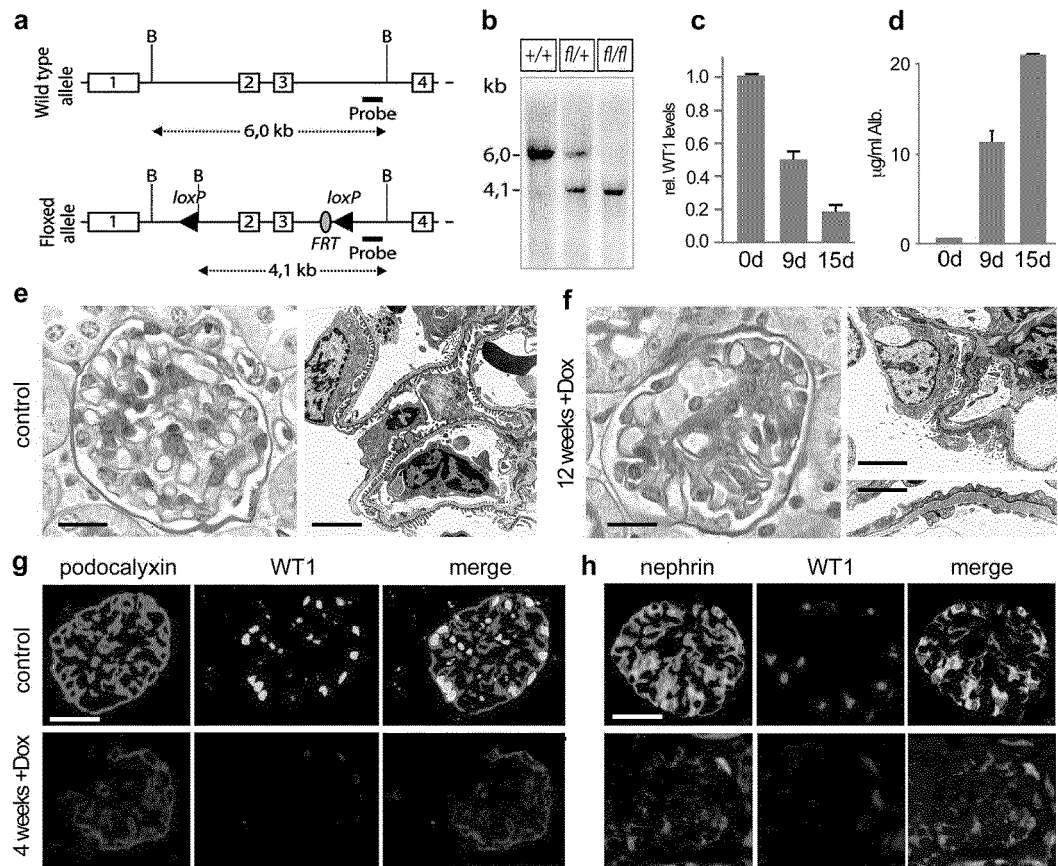 a
B B
1 2 3 4
Wild type
allele
Probe
6,0 kb
B B B
loxP loxP
1 2 3 4
Floxed
allele
FRT
Probe
4,1 kb
b
+/+ fl/+ fl/fl
kb
6,0
4,1
c
rel. WT1 levels
1.0
0.8
0.6
0.4
0.2
0.0
0d 9d 15d
d
µg/ml Alb.
20
10
0
0d 9d 15d
e
control
f
12 weeks +Dox
g
podocalyxin WT1 merge
control
4 weeks +Dox
h
nephrin WT1 merge